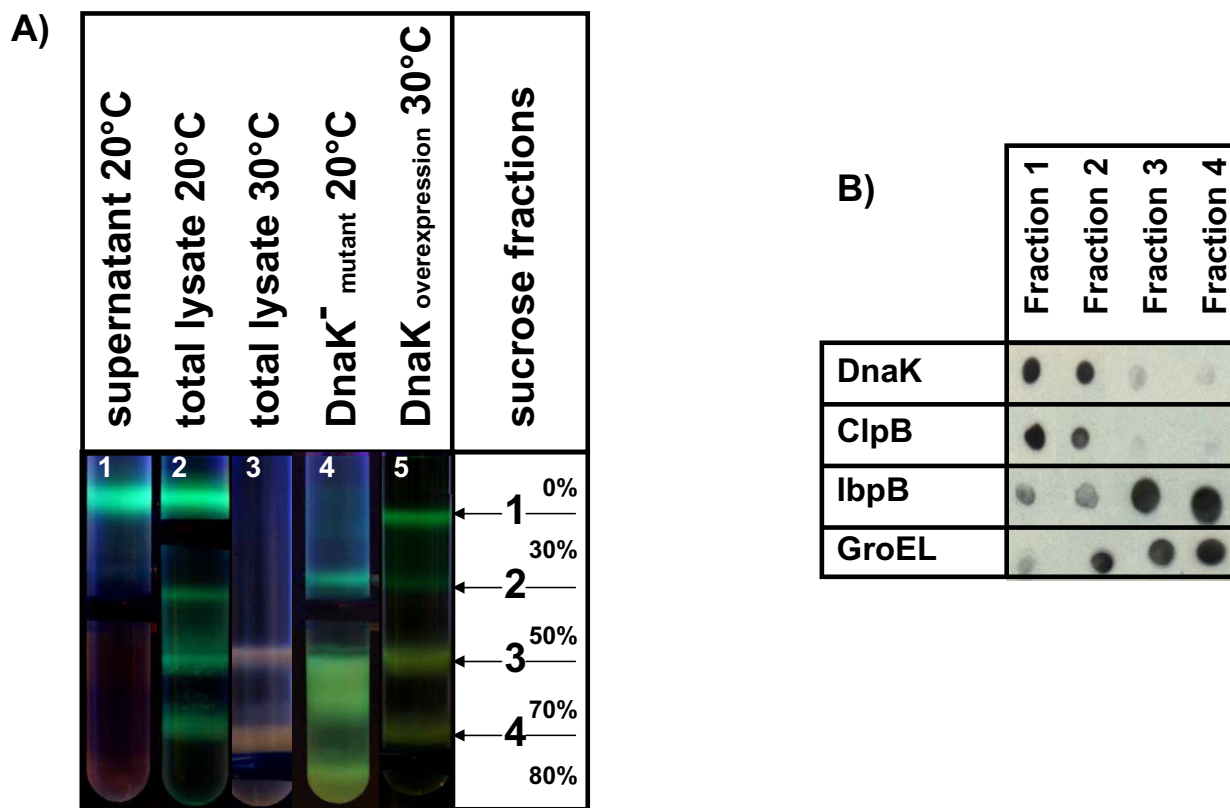 A)
supernatant 20°C
total lysate 20°C
total lysate 30°C
DnaK- mutant 20°C
DnaK overexpression 30°C
sucrose fractions
1
2
3
4
5
0%
1
30%
2
50%
3
70%
4
80%
B)
Fraction 1
Fraction 2
Fraction 3
Fraction 4
DnaK
ClpB
IbpB
GroEL